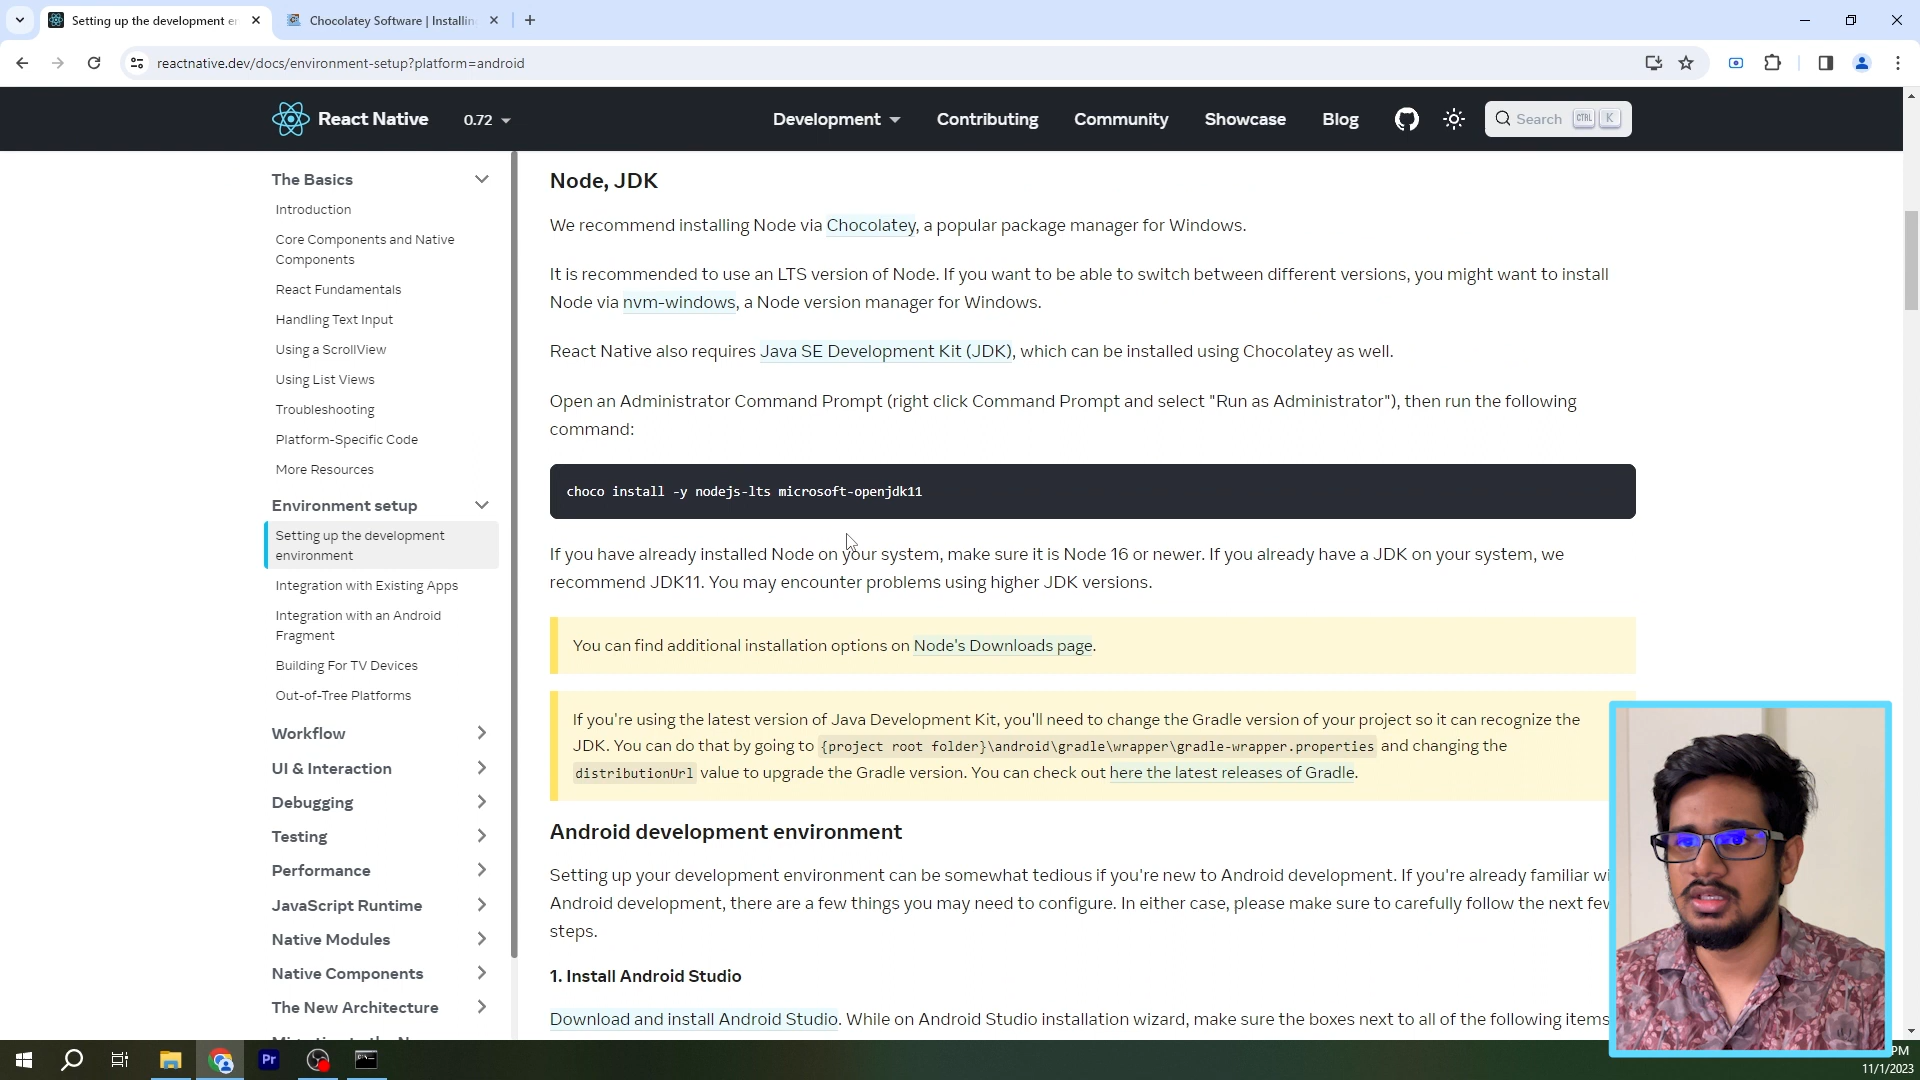 Setting up the development e
Chocolatey Software | Installin
reactnative.dev/docs/environment-setup?platform=android
React Native
0.72
Development
Contributing
Community
Showcase
Blog
Search
CTRL
K
The Basics
Introduction
Core Components and Native
Components
React Fundamentals
Handling Text Input
Using a ScrollView
Using List Views
Troubleshooting
Platform-Specific Code
More Resources
Environment setup
Setting up the development
environment
Integration with Existing Apps
Integration with an Android
Fragment
Building For TV Devices
Out-of-Tree Platforms
Workflow
UI & Interaction
Debugging
Testing
Performance
JavaScript Runtime
Native Modules
Native Components
The New Architecture
Node, JDK
We recommend installing Node via Chocolatey, a popular package manager for Windows.
It is recommended to use an LTS version of Node. If you want to be able to switch between different versions, you might want to install
Node via nvm-windows, a Node version manager for Windows.
React Native also requires Java SE Development Kit (JDK), which can be installed using Chocolatey as well.
Open an Administrator Command Prompt (right click Command Prompt and select "Run as Administrator"), then run the following
command:
choco install -y nodejs-lts microsoft-openjdk11
If you have already installed Node on your system, make sure it is Node 16 or newer. If you already have a JDK on your system, we
recommend JDK11. You may encounter problems using higher JDK versions.
You can find additional installation options on Node's Downloads page.
If you're using the latest version of Java Development Kit, you'll need to change the Gradle version of your project so it can recognize the
JDK. You can do that by going to {project root folder}\android\gradle\wrapper\gradle-wrapper.properties and changing the
distributionUrl value to upgrade the Gradle version. You can check out here the latest releases of Gradle.
Android development environment
Setting up your development environment can be somewhat tedious if you're new to Android development. If you're already familiar wi
Android development, there are a few things you may need to configure. In either case, please make sure to carefully follow the next few
steps.
1. Install Android Studio
Download and install Android Studio. While on Android Studio installation wizard, make sure the boxes next to all of the following items
Pr
PM
11/1/2023